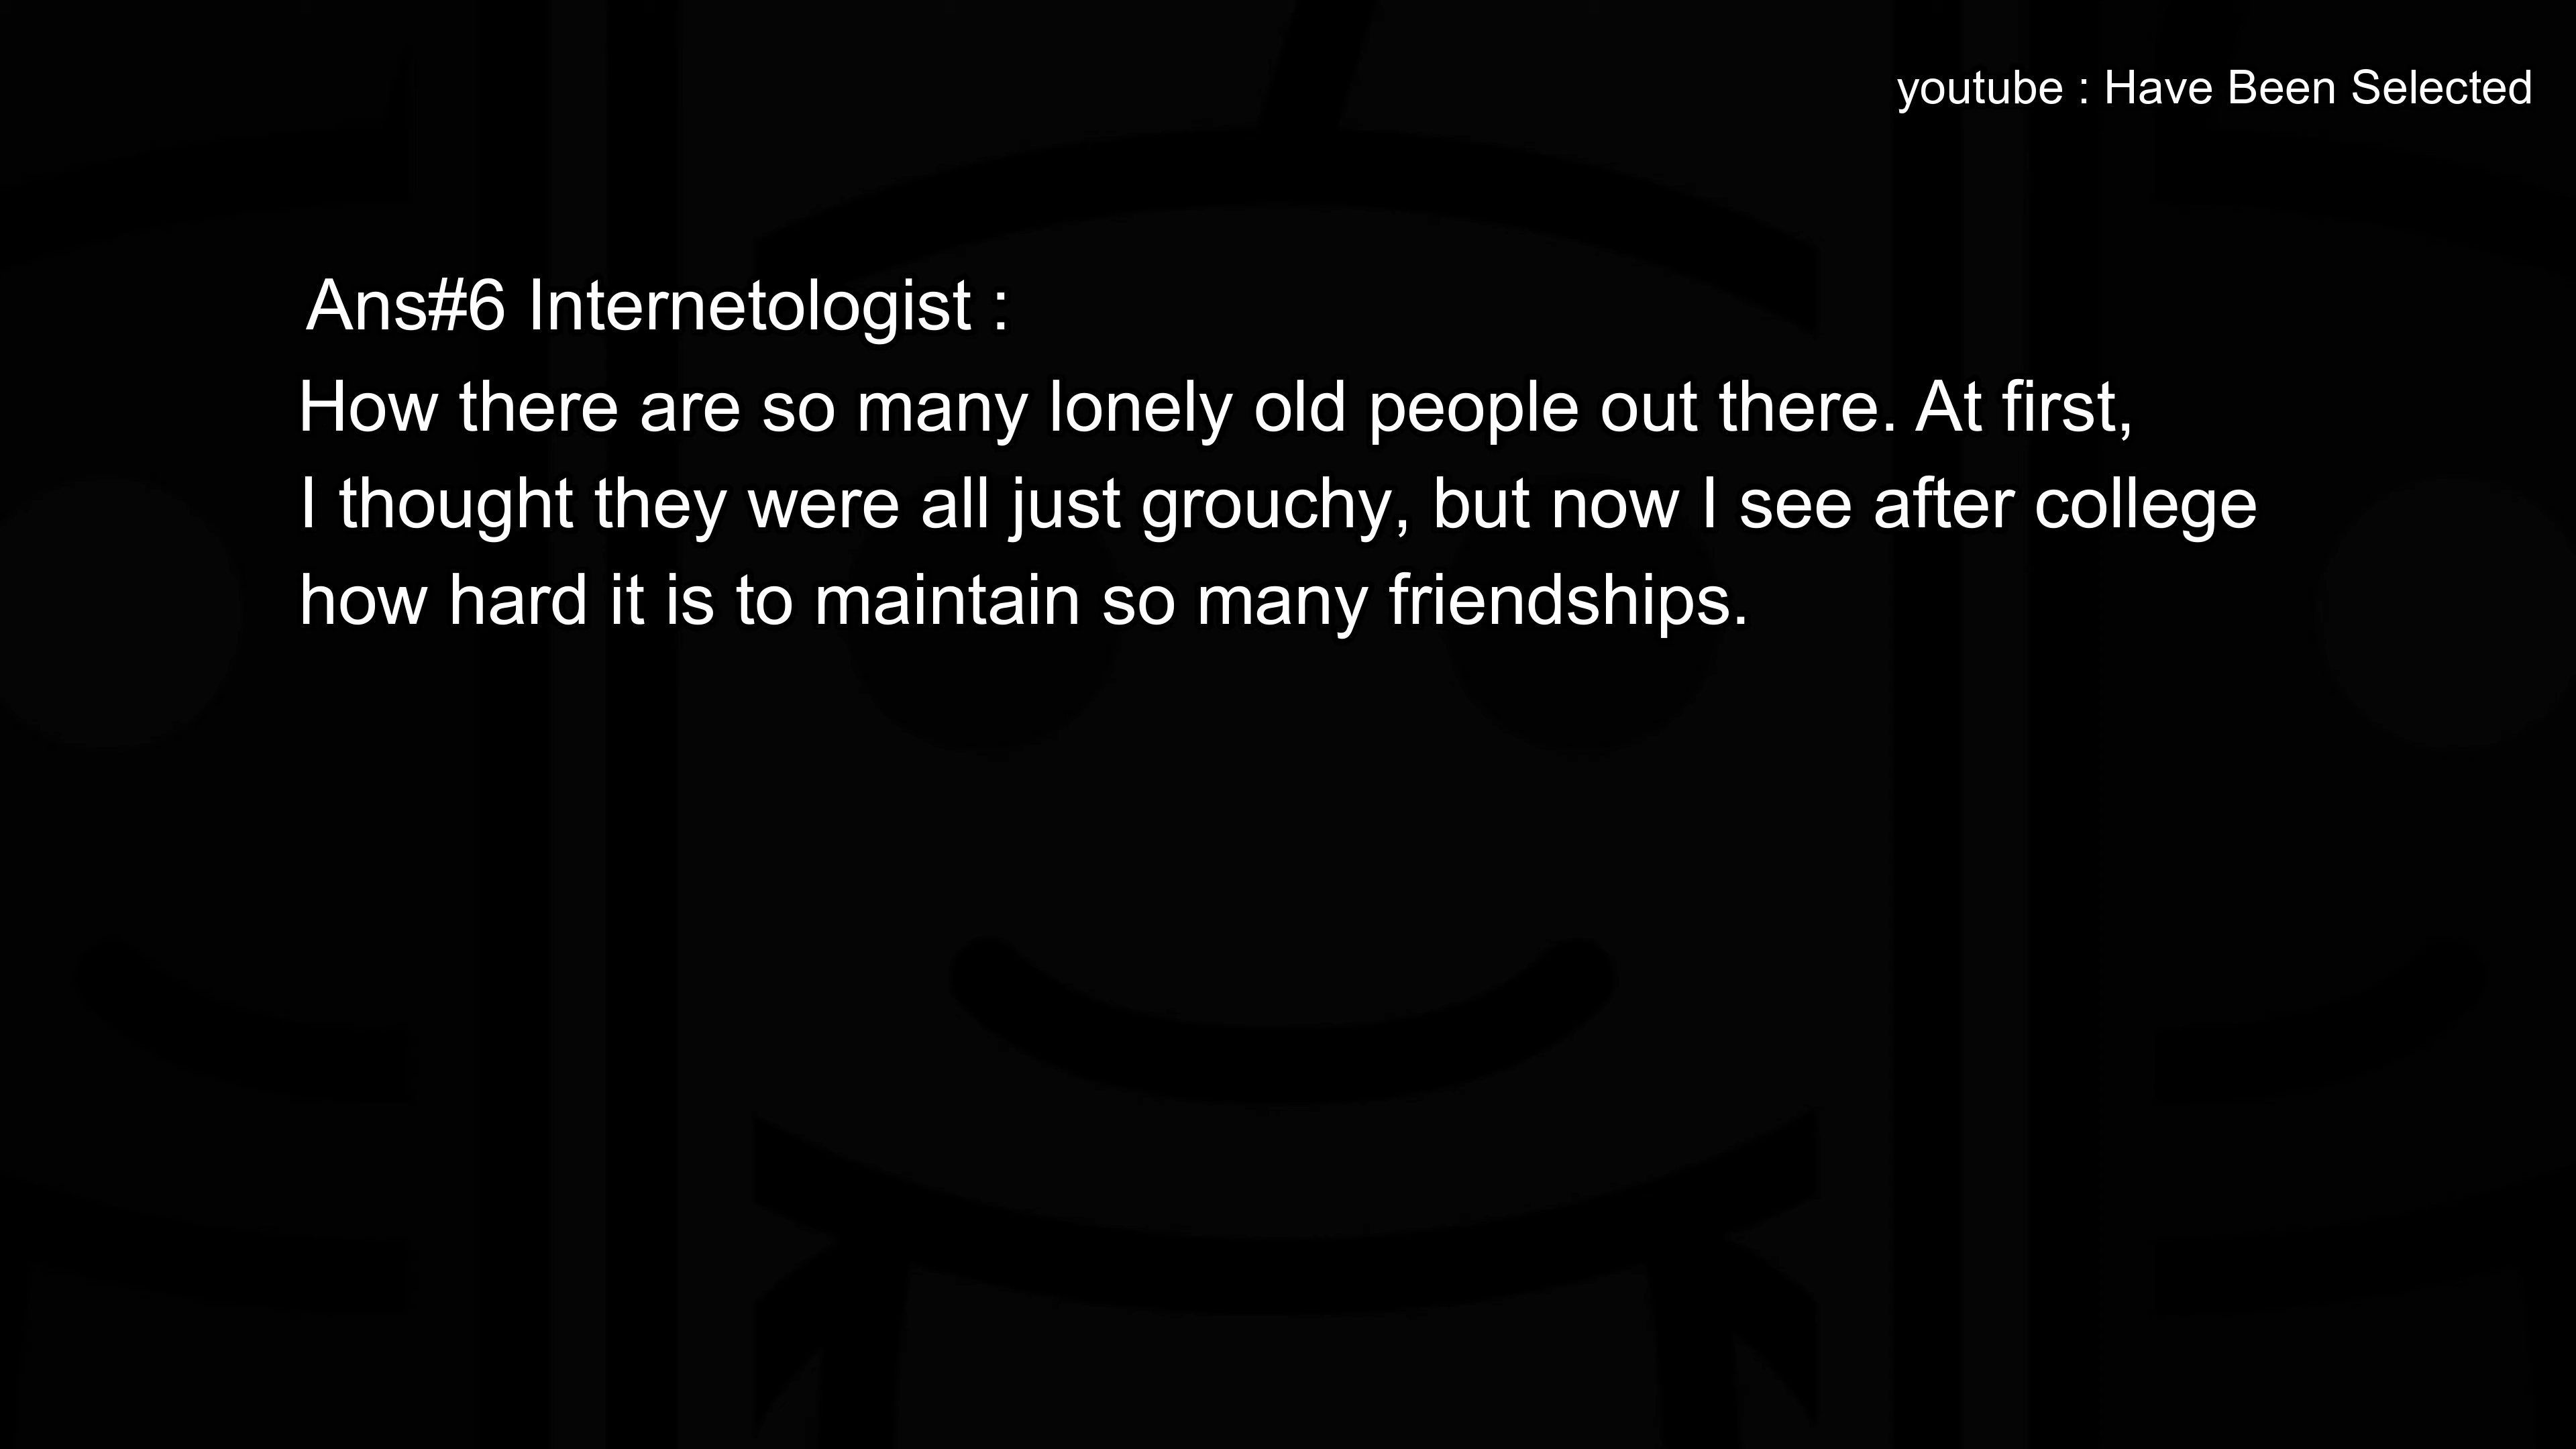 youtube : Have Been Selected
Ans#6 Internetologist :
How there are so many lonely old people out there. At first,
I thought they were all just grouchy, but now I see after college
how hard it is to maintain so many friendships.